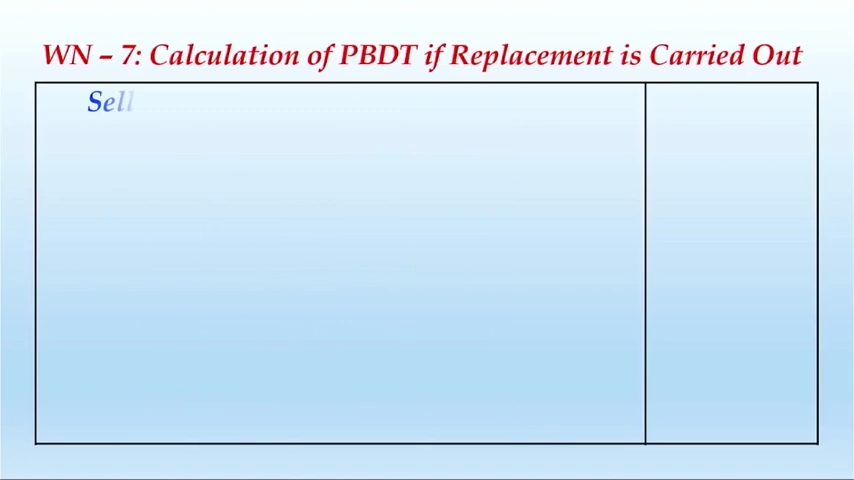 WN – 7: Calculation of PBDT if Replacement is Carried Out
Sell